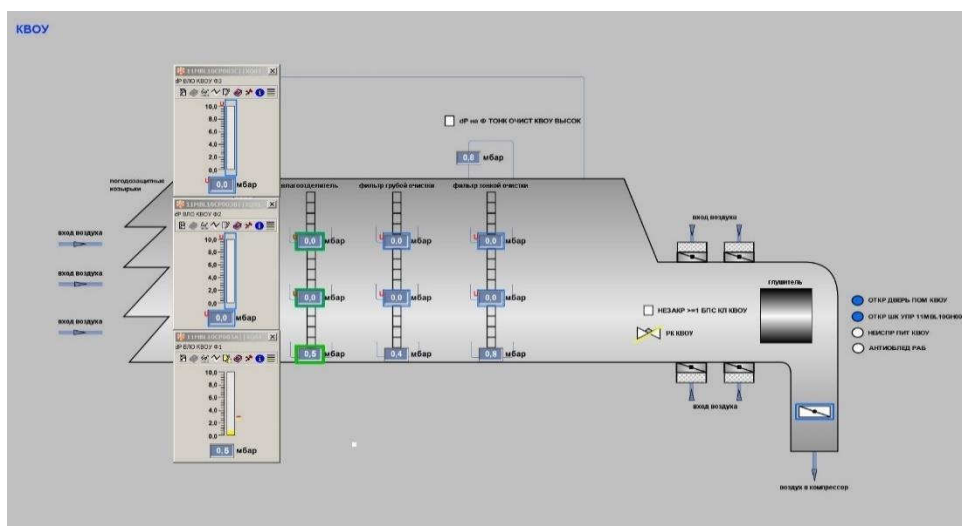 КВОУ
dP ВЛО КВОУ Ф3
10,0
8,0
6,0
4,0
2,0
0,0
0,0 мбар
dP ВЛО КВОУ Ф2
10,0
8,0
6,0
4,0
2,0
0,0
0,0 мбар
dP ВЛО КВОУ Ф1
10,0
8,0
6,0
4,0
2,0
0,0
0,5 мбар
dP на Ф ТОНК ОЧИСТ КВОУ ВЫСОК
мбар
погодозащитные
козырьки
влагоотделитель
фильтр грубой очистки
фильтр тонкой очистки
вход воздуха
вход воздуха
вход воздуха
0,0 мбар
0,0 мбар
0,0 мбар
0,0 мбар
0,0 мбар
0,0 мбар
0,5 мбар
0,4 мбар
мбар
вход воздуха
глушитель
НЕЗАКР >=1 БПС КЛ КВОУ
РК КВОУ
вход воздуха
ОТКР ДВЕРЬ ПОМ КВОУ
ОТКР ШК УПР
НЕИСПР ПИТ КВОУ
АНТИОБЛЕД РАБ
воздух в компрессор